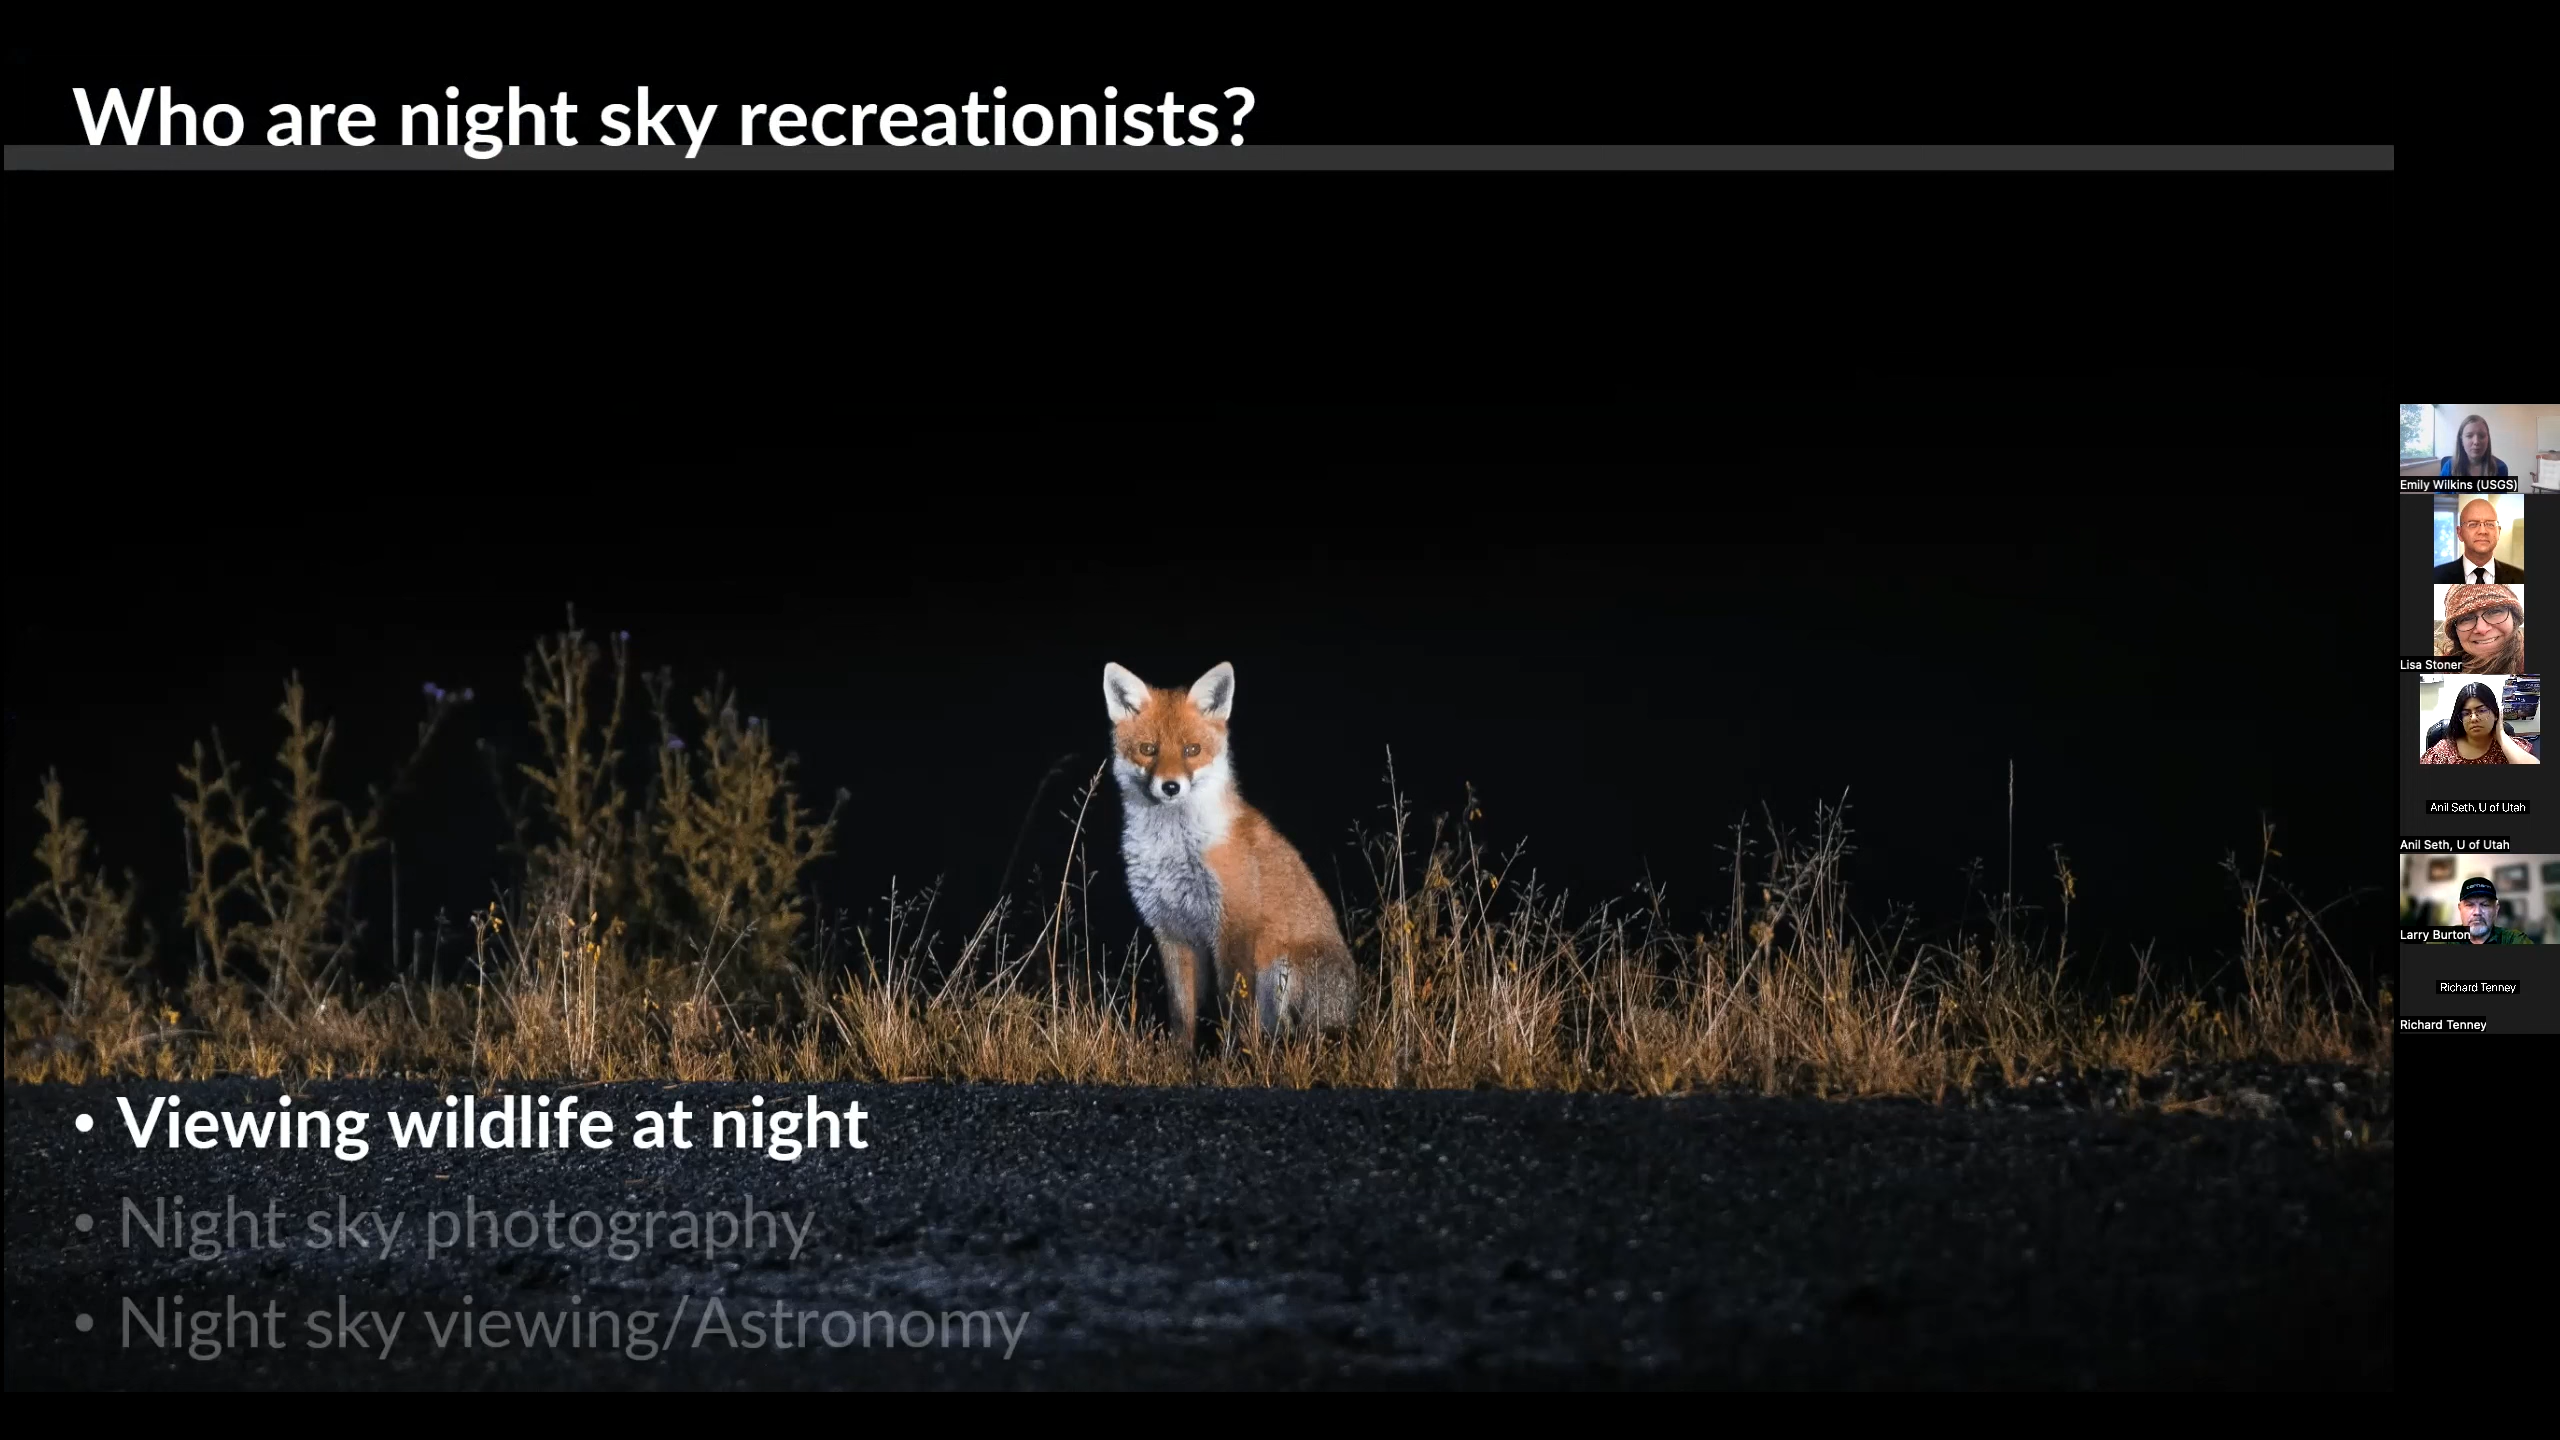 Who are night sky recreationists?
• Viewing wildlife at night
• Night sky photography
• Night sky viewing/Astronomy
Emily Wilkins (USGS)
Lisa Stoner
Anil Seth, U of Utah
Anil Seth, U of Utah
Larry Burton
Richard Tenney
Richard Tenney